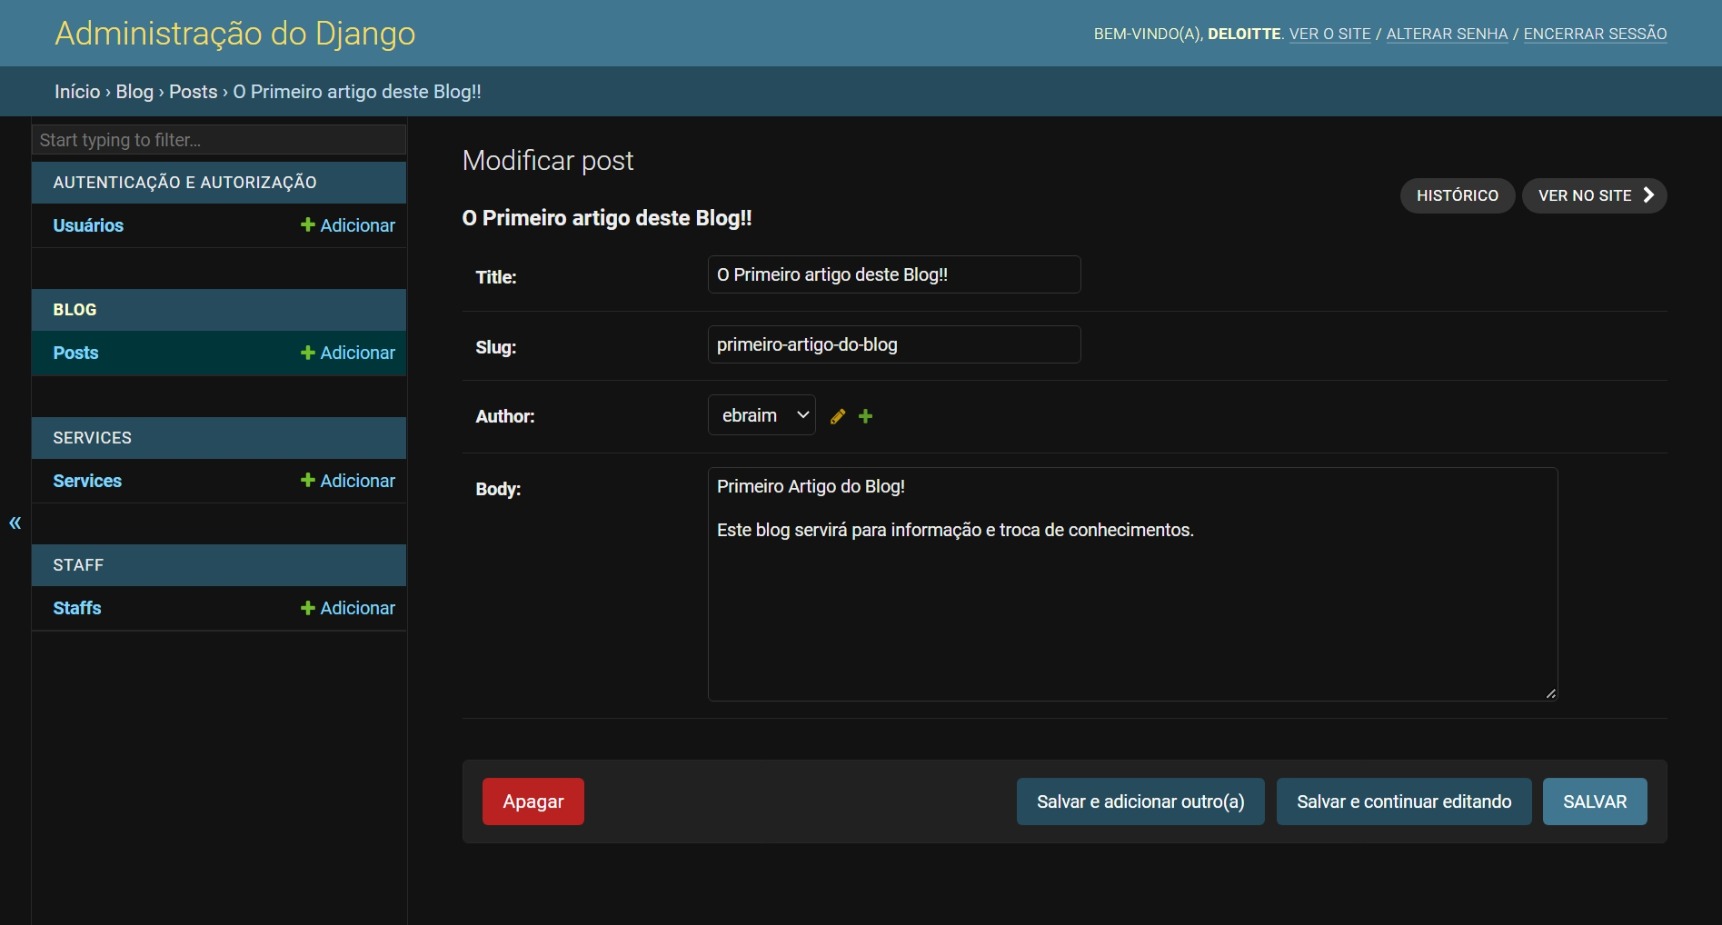 Administração do Django
BEM-VINDO(A), DELOITTE. VER O SITE / ALTERAR SENHA / ENCERRAR SESSÃO
Início › Blog › Posts › O Primeiro artigo deste Blog!!
Start typing to filter...
AUTENTICAÇÃO E AUTORIZAÇÃO
Usuários + Adicionar
BLOG
Posts + Adicionar
SERVICES
Services + Adicionar
STAFF
Staffs + Adicionar
«
Modificar post
HISTÓRICO VER NO SITE
O Primeiro artigo deste Blog!!
Title: O Primeiro artigo deste Blog!!
Slug: primeiro-artigo-do-blog
Author: ebraim
Body: Primeiro Artigo do Blog!
Este blog servirá para informação e troca de conhecimentos.
Apagar Salvar e adicionar outro(a) Salvar e continuar editando SALVAR